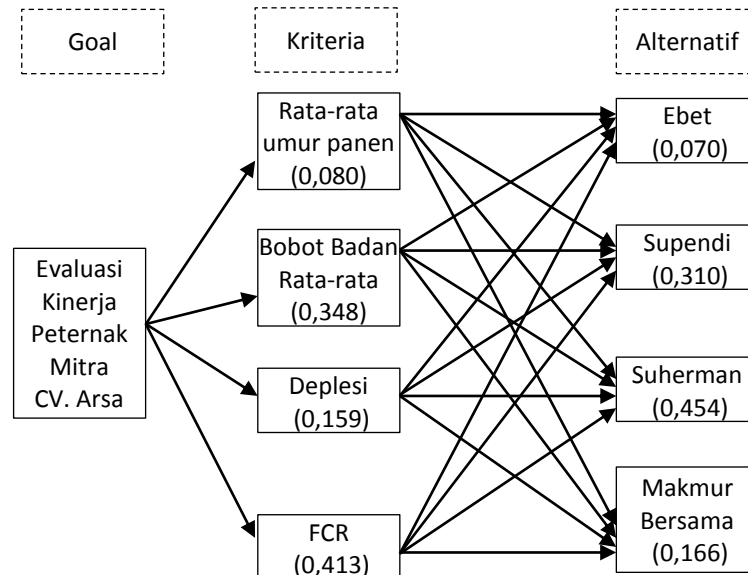 Goal
Kriteria
Alternatif
Evaluasi
Kinerja
Peternak
Mitra
CV. Arsa
Rata-rata
umur panen
(0,080)
Bobot Badan
Rata-rata
(0,348)
Deplesi
(0,159)
FCR
(0,413)
Ebet
(0,070)
Supendi
(0,310)
Suherman
(0,454)
Makmur
Bersama
(0,166)